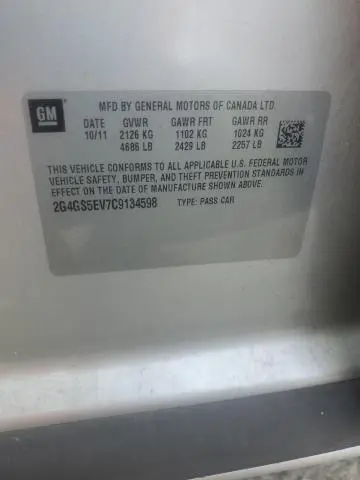 GM
MFD BY GENERAL MOTORS OF CANADA LTD.
DATE GVWR GAWR FRT GAWR RR
10/11 2126 KG 1102 KG 1024 KG
4686 LB 2429 LB 2257 LB
THIS VEHICLE CONFORMS TO ALL APPLICABLE U.S. FEDERAL MOTOR
VEHICLE SAFETY, BUMPER, AND THEFT PREVENTION STANDARDS IN
EFFECT ON THE DATE OF MANUFACTURE SHOWN ABOVE.
2G4GS5EV7C9134598 TYPE: PASS CAR